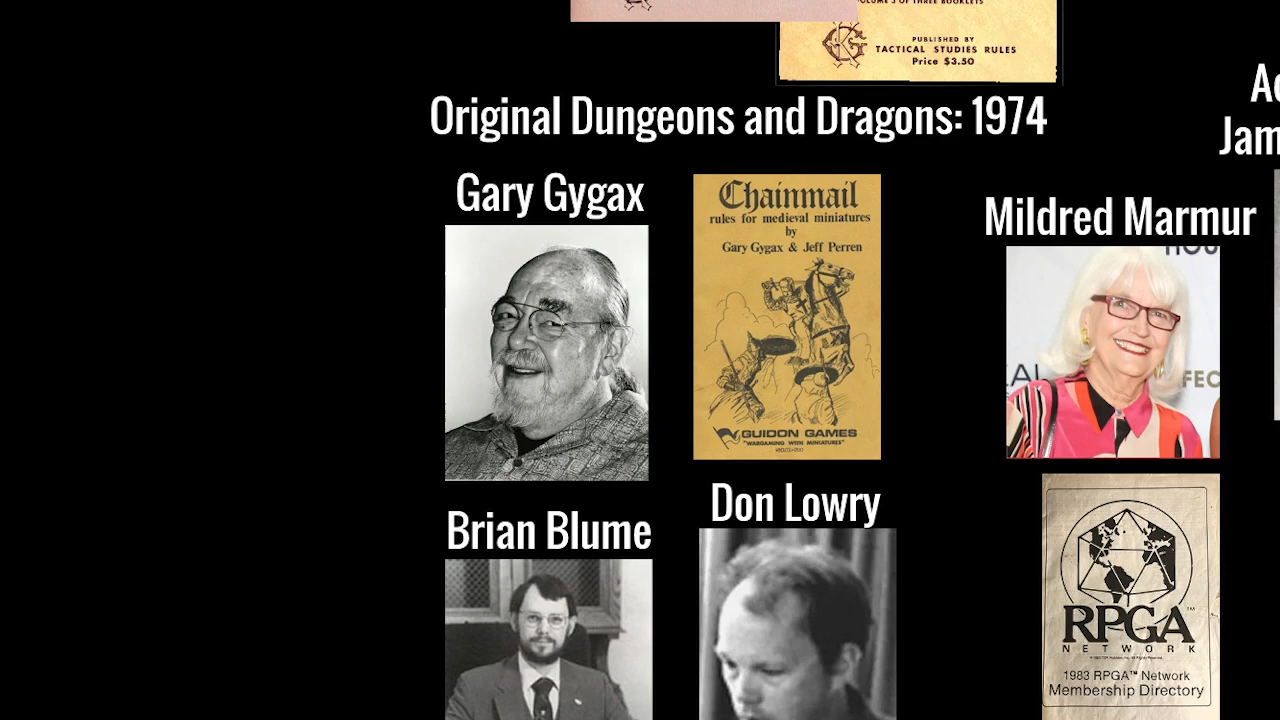 VOLUME 3 OF THREE BOOKLETS
PUBLISHED BY
TACTICAL STUDIES RULES
Price $3.50
Original Dungeons and Dragons: 1974
Gary Gygax
Chainmail
rules for medieval miniatures
by
Gary Gygax & Jeff Perren
GUIDON GAMES
"WARGAMING WITH MINIATURES"
Mildred Marmur
Brian Blume
Don Lowry
RPGA™
NETWORK
1983 RPGA™ Network
Membership Directory
Jam